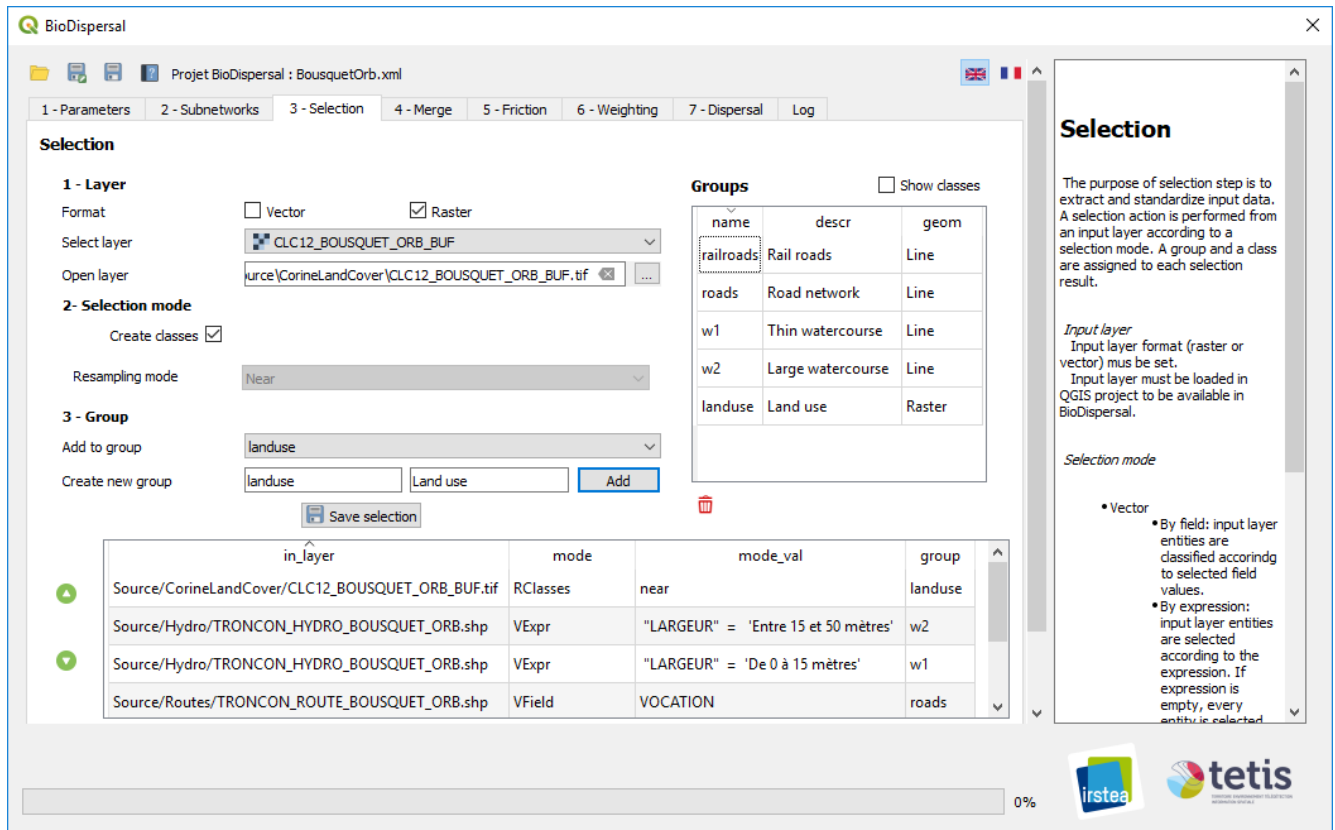 BioDispersal
Projet BioDispersal : BousquetOrb.xml
1 - Parameters 2 - Subnetworks 3 - Selection 4 - Merge 5 - Friction 6 - Weighting 7 - Dispersal Log
Selection
1 - Layer
Format Vector Raster
Select layer CLC12_BOUSQUET_ORB_BUF
Open layer urce\CorineLandCover\CLC12_BOUSQUET_ORB_BUF.tif ...
2- Selection mode
Create classes
Resampling mode Near
3 - Group
Add to group landuse
Create new group landuse Land use Add
Save selection
Groups Show classes
name descr geom
railroads Rail roads Line
roads Road network Line
w1 Thin watercourse Line
w2 Large watercourse Line
landuse Land use Raster
in_layer mode mode_val group
Source/CorineLandCover/CLC12_BOUSQUET_ORB_BUF.tif RClasses near landuse
Source/Hydro/TRONCON_HYDRO_BOUSQUET_ORB.shp VExpr "LARGEUR" = 'Entre 15 et 50 mètres' w2
Source/Hydro/TRONCON_HYDRO_BOUSQUET_ORB.shp VExpr "LARGEUR" = 'De 0 à 15 mètres' w1
Source/Routes/TRONCON_ROUTE_BOUSQUET_ORB.shp VField VOCATION roads
Selection
The purpose of selection step is to
extract and standardize input data.
A selection action is performed from
an input layer according to a
selection mode. A group and a class
are assigned to each selection
result.
Input layer
Input layer format (raster or
vector) mus be set.
Input layer must be loaded in
QGIS project to be available in
BioDispersal.
Selection mode
• Vector
• By field: input layer
entities are
classified accorindg
to selected field
values.
• By expression:
input layer entities
are selected
according to the
expression. If
expression is
empty, every
entity is selected
0%
irstea
tetis